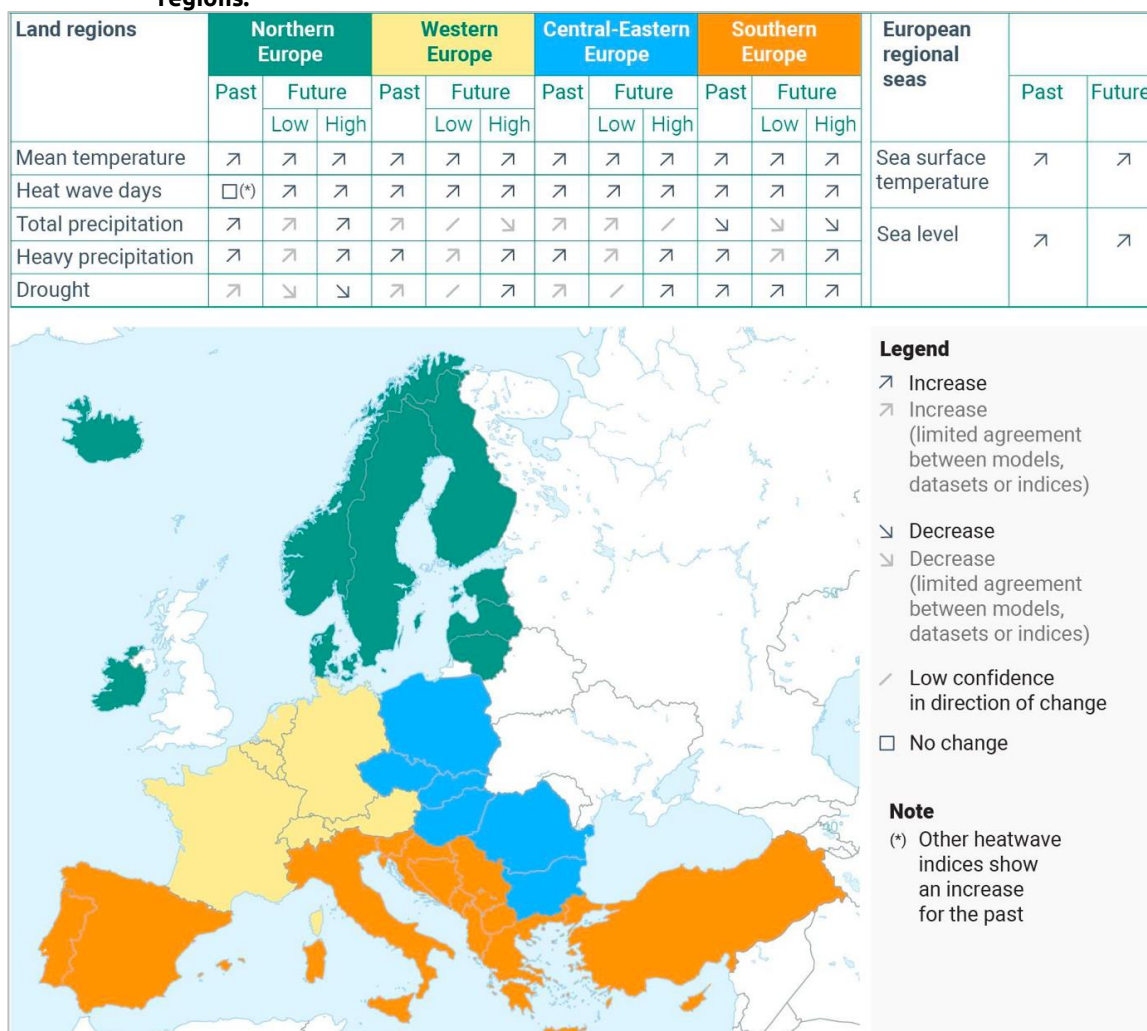 regions.
Land regions Northern Europe Western Europe Central-Eastern Europe Southern Europe European regional seas
Past Future Past Future Past Future Past Future Past Future
Low High Low High Low High Low High
Mean temperature ↗ ↗ ↗ ↗ ↗ ↗ ↗ ↗ ↗ ↗ ↗ ↗ Sea surface temperature ↗ ↗
Heat wave days □(*) ↗ ↗ ↗ ↗ ↗ ↗ ↗ ↗ ↗ ↗ ↗
Total precipitation ↗ ↗ ↗ ↗ / ↘ ↗ ↗ / ↘ ↘ ↘ Sea level ↗ ↗
Heavy precipitation ↗ ↗ ↗ ↗ ↗ ↗ ↗ ↗ ↗ ↗ ↗ ↗
Drought ↗ ↘ ↘ ↗ / ↗ ↗ / ↗ ↗ ↗ ↗
Legend
↗ Increase
↗ Increase
(limited agreement
between models,
datasets or indices)
↘ Decrease
↘ Decrease
(limited agreement
between models,
datasets or indices)
/ Low confidence
in direction of change
□ No change
Note
(*) Other heatwave
indices show
an increase
for the past
50°
40°